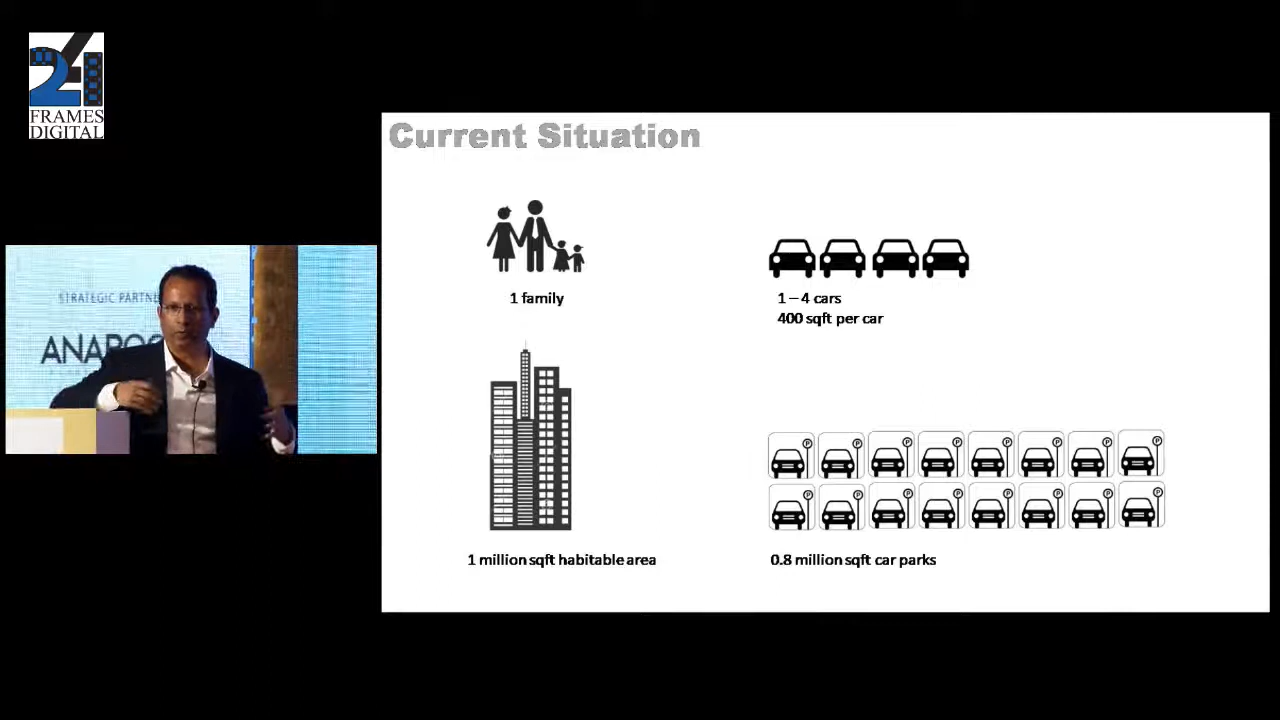 24
FRAMES
DIGITAL
Current Situation
1 family
1 – 4 cars
400 sqft per car
STRATEGIC PARTNE
ANAROC
P P P P P P P P
P P P P P P P P
1 million sqft habitable area
0.8 million sqft car parks